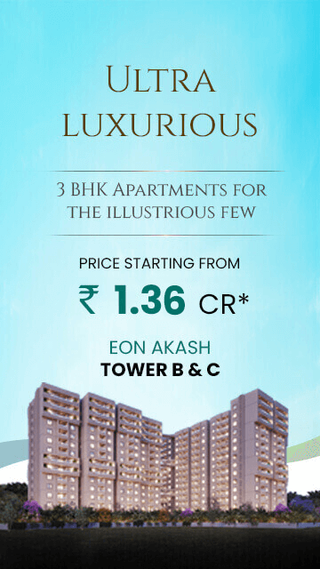 Ultra
luxurious
3 BHK Apartments for
the illustrious few
PRICE STARTING FROM
₹ 1.36 CR*
EON AKASH
TOWER B & C